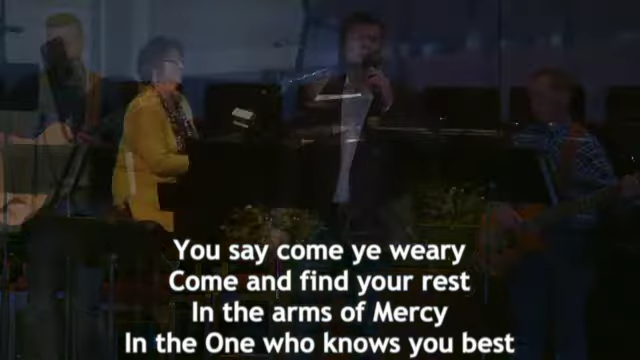 You say come ye weary
Come and find your rest
In the arms of Mercy
In the One who knows you best